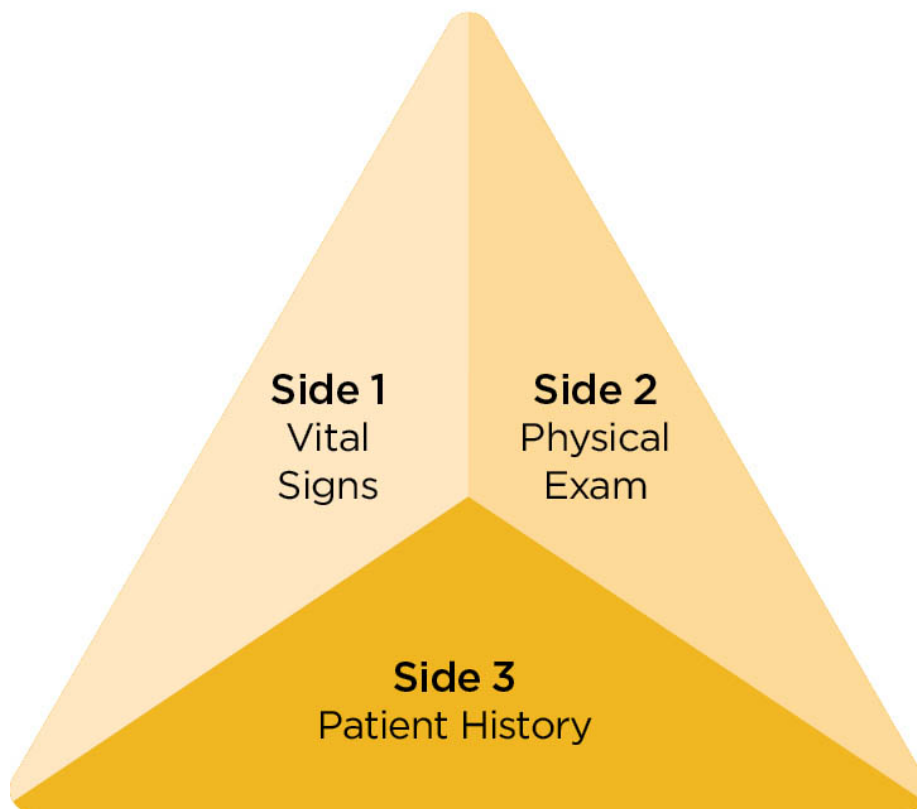 Side 1
Vital
Signs
Side 2
Physical
Exam
Side 3
Patient History